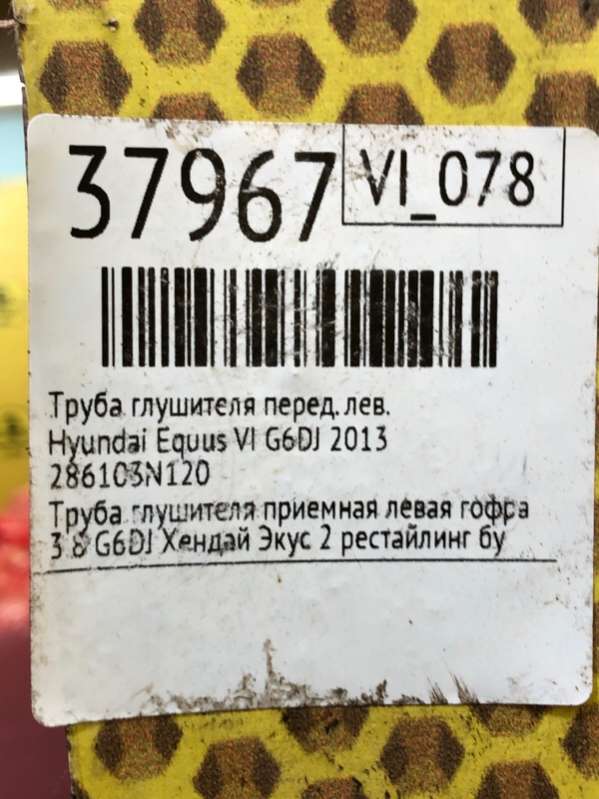 37967
VI_078
Труба глушителя перед. лев.
Hyundai Equus VI G6DJ 2013
286103N120
Труба глушителя приемная левая гофра
3.8 G6DJ Хендай Экус 2 рестайлинг бу